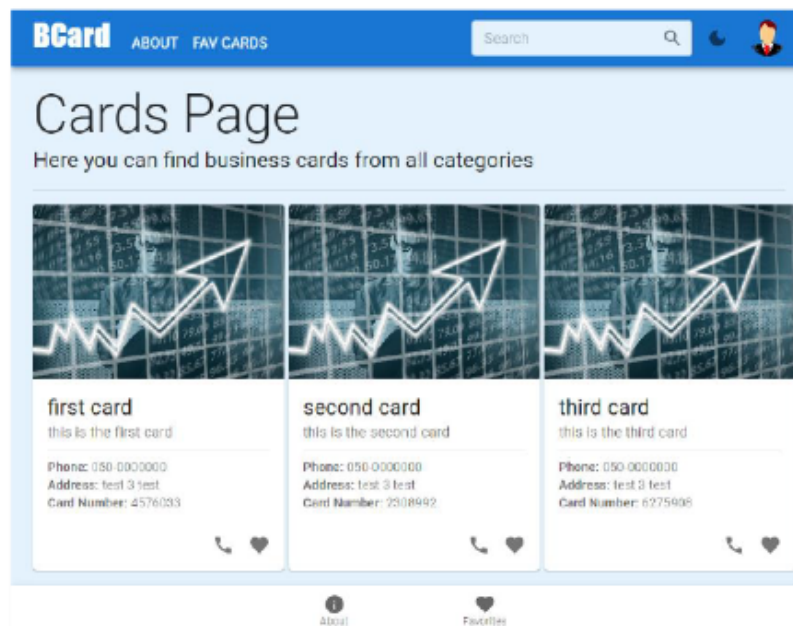 BCard ABOUT FAV CARDS Search
Cards Page
Here you can find business cards from all categories
first card
this is the first card
Phone: 050-0000000
Address: test 3 test
Card Number: 4576033
second card
this is the second card
Phone: 050-0000000
Address: test 3 test
Card Number: 2308992
third card
this is the third card
Phone: 050-0000000
Address: test 3 test
Card Number: 6275908
About
Favorites